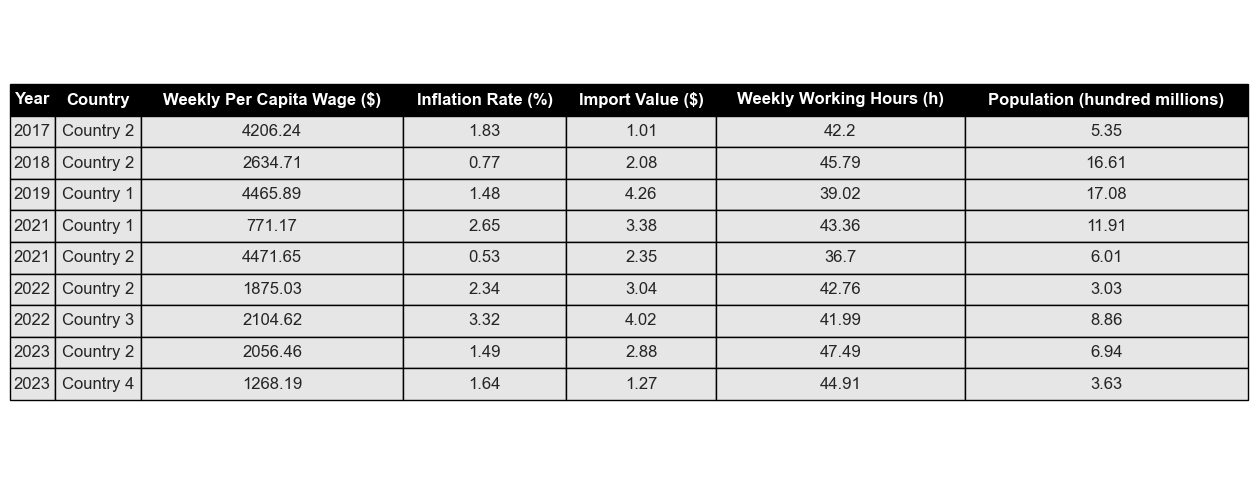 Year Country Weekly Per Capita Wage ($) Inflation Rate (%) Import Value ($) Weekly Working Hours (h) Population (hundred millions)
2017 Country 2 4206.24 1.83 1.01 42.2 5.35
2018 Country 2 2634.71 0.77 2.08 45.79 16.61
2019 Country 1 4465.89 1.48 4.26 39.02 17.08
2021 Country 1 771.17 2.65 3.38 43.36 11.91
2021 Country 2 4471.65 0.53 2.35 36.7 6.01
2022 Country 2 1875.03 2.34 3.04 42.76 3.03
2022 Country 3 2104.62 3.32 4.02 41.99 8.86
2023 Country 2 2056.46 1.49 2.88 47.49 6.94
2023 Country 4 1268.19 1.64 1.27 44.91 3.63